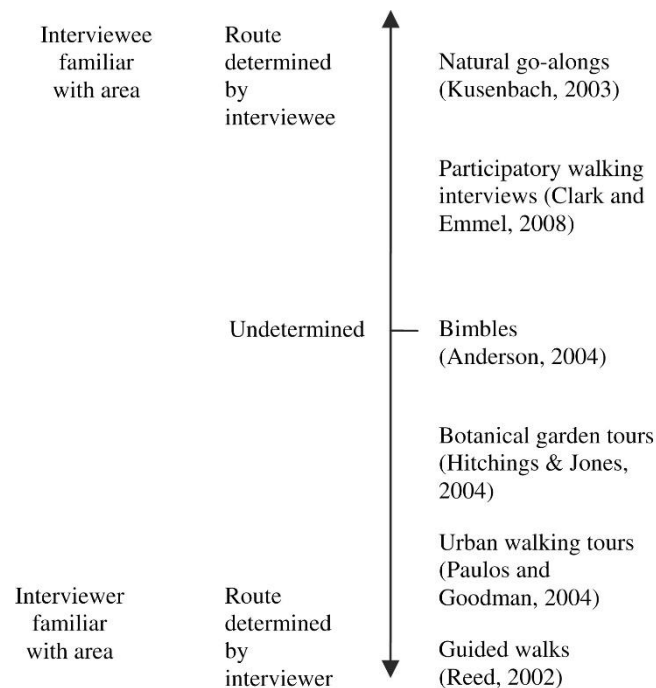 Interviewee
familiar
with area
Route
determined
by
interviewee
Natural go-alongs
(Kusenbach, 2003)
Participatory walking
interviews (Clark and
Emmel, 2008)
Undetermined
Bimbles
(Anderson, 2004)
Botanical garden tours
(Hitchings & Jones,
2004)
Urban walking tours
(Paulos and
Goodman, 2004)
Interviewer
familiar
with area
Route
determined
by
interviewer
Guided walks
(Reed, 2002)